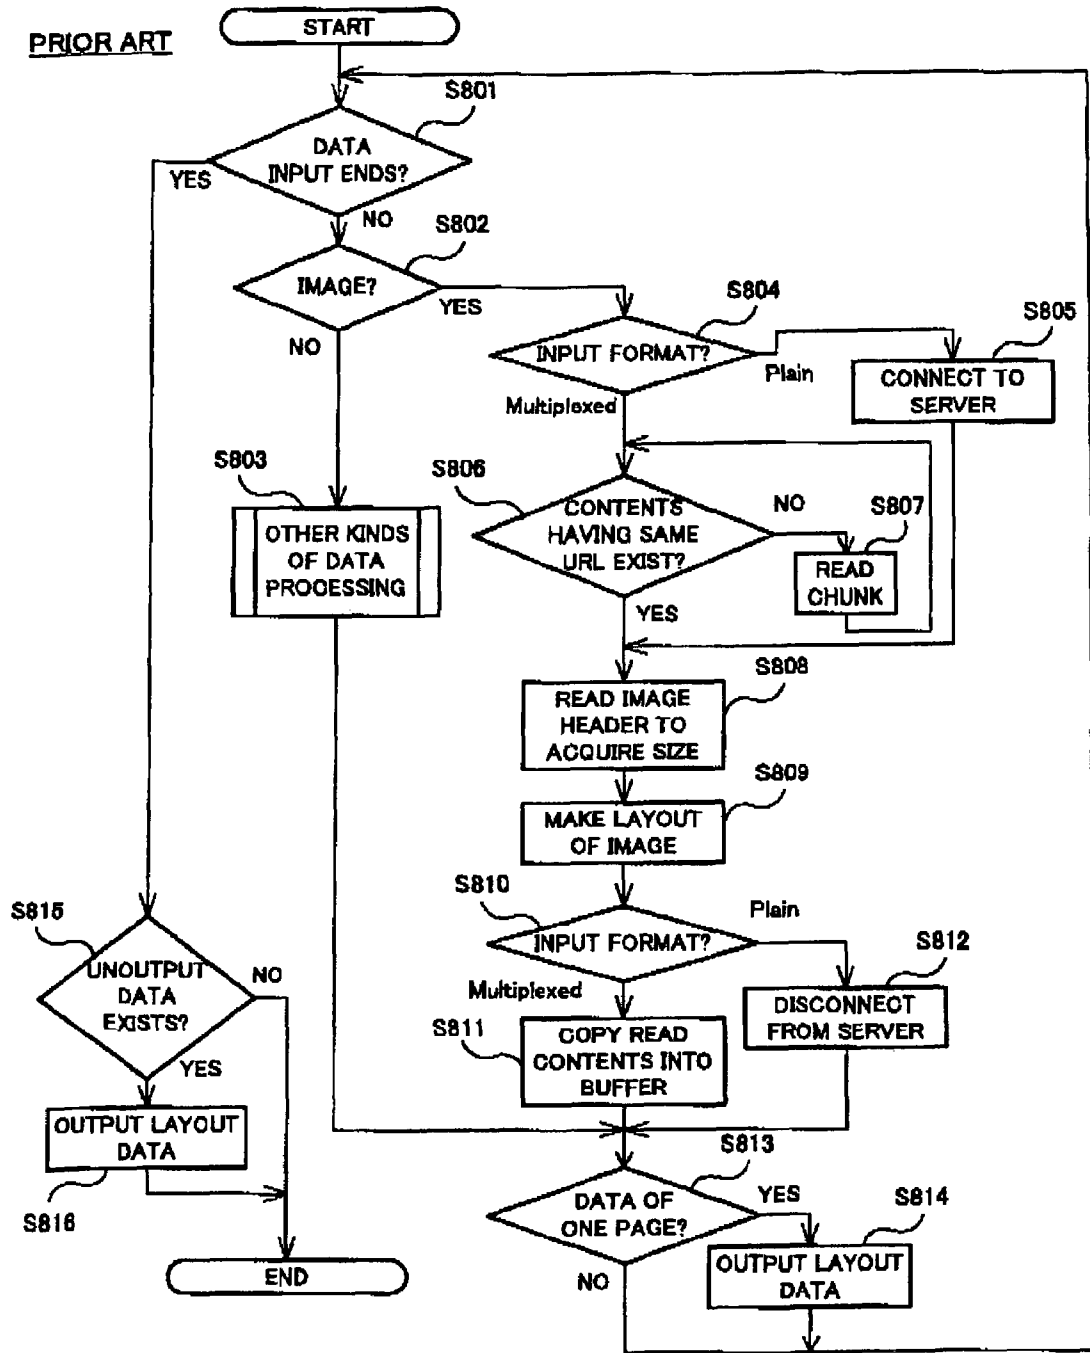 PRIOR ART
START
S801
DATA
INPUT ENDS?
YES
NO
S802
IMAGE?
YES
NO
S804
INPUT FORMAT?
Plain
Multiplexed
S805
CONNECT TO
SERVER
S803
OTHER KINDS
OF DATA
PROCESSING
S806
CONTENTS
HAVING SAME
URL EXIST?
NO
YES
S807
READ
CHUNK
S808
READ IMAGE
HEADER TO
ACQUIRE SIZE
S809
MAKE LAYOUT
OF IMAGE
S810
INPUT FORMAT?
Plain
Multiplexed
S812
DISCONNECT
FROM SERVER
S811
COPY READ
CONTENTS INTO
BUFFER
S813
DATA OF
ONE PAGE?
YES
NO
S814
OUTPUT LAYOUT
DATA
S815
UNOUTPUT
DATA
EXISTS?
NO
YES
OUTPUT LAYOUT
DATA
S816
END